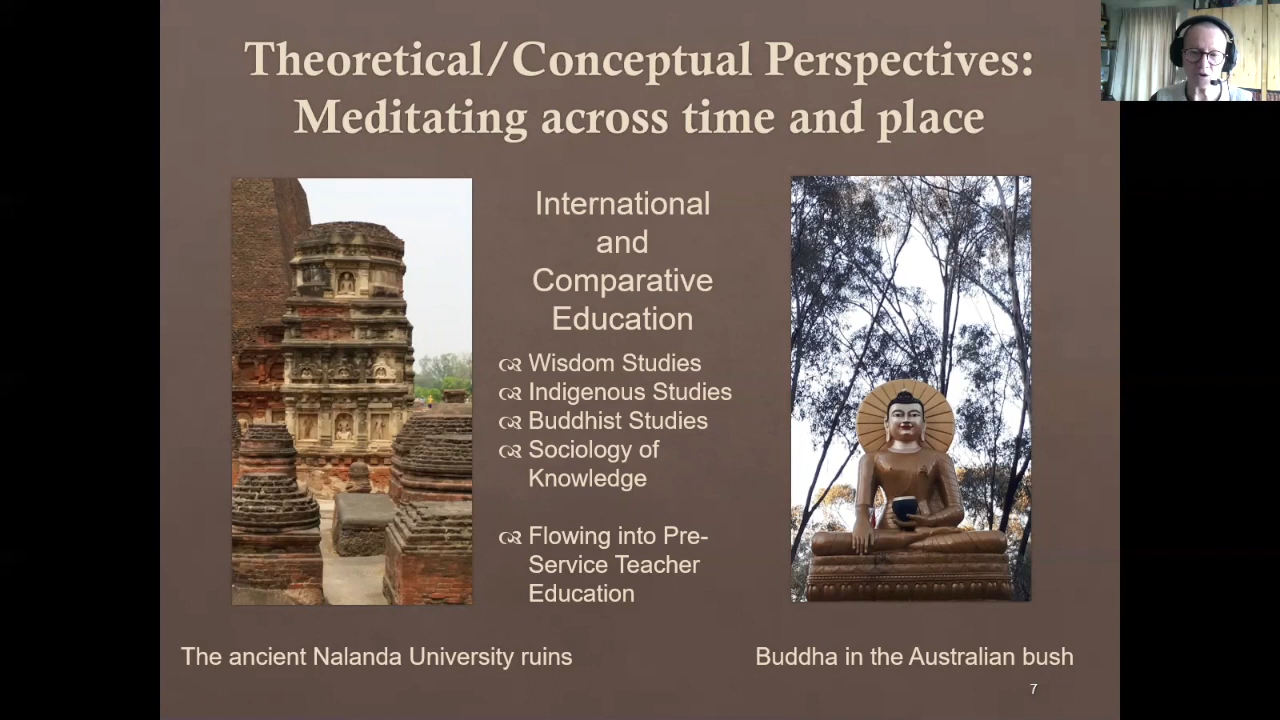 Theoretical/Conceptual Perspectives:
Meditating across time and place
International
and
Comparative
Education
Wisdom Studies
Indigenous Studies
Buddhist Studies
Sociology of
Knowledge
Flowing into Pre-
Service Teacher
Education
The ancient Nalanda University ruins
Buddha in the Australian bush
7